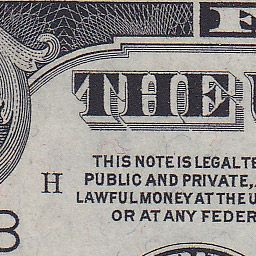 F
THE
THIS NOTE IS LEGAL TE
PUBLIC AND PRIVATE,
H
LAWFUL MONEY AT THE U
OR AT ANY FEDER
B